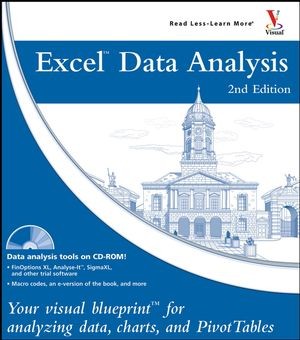 Read Less–Learn More®
Visual
Excel™ Data Analysis
2nd Edition
Data analysis tools on CD-ROM!
• FinOptions XL, Analyse-It™, SigmaXL,
and other trial software
• Macro codes, an e-version of the book, and more
Your visual blueprint™ for
analyzing data, charts, and PivotTables